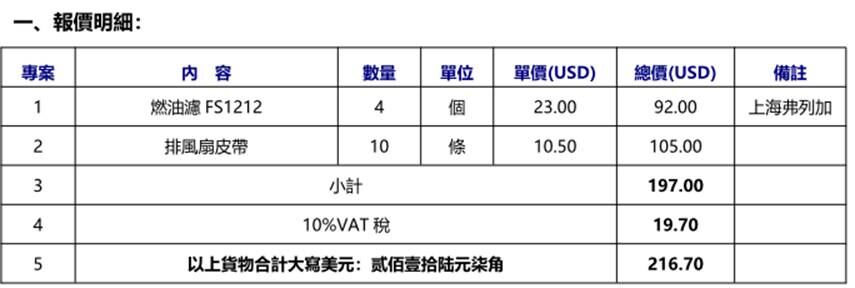 一、報價明細：
專案 內 容 數量 單位 單價(USD) 總價(USD) 備註
1 燃油濾 FS1212 4 個 23.00 92.00 上海弗列加
2 排風扇皮帶 10 條 10.50 105.00
3 小計 197.00
4 10%VAT 稅 19.70
5 以上貨物合計大寫美元：贰佰壹拾陆元柒角 216.70